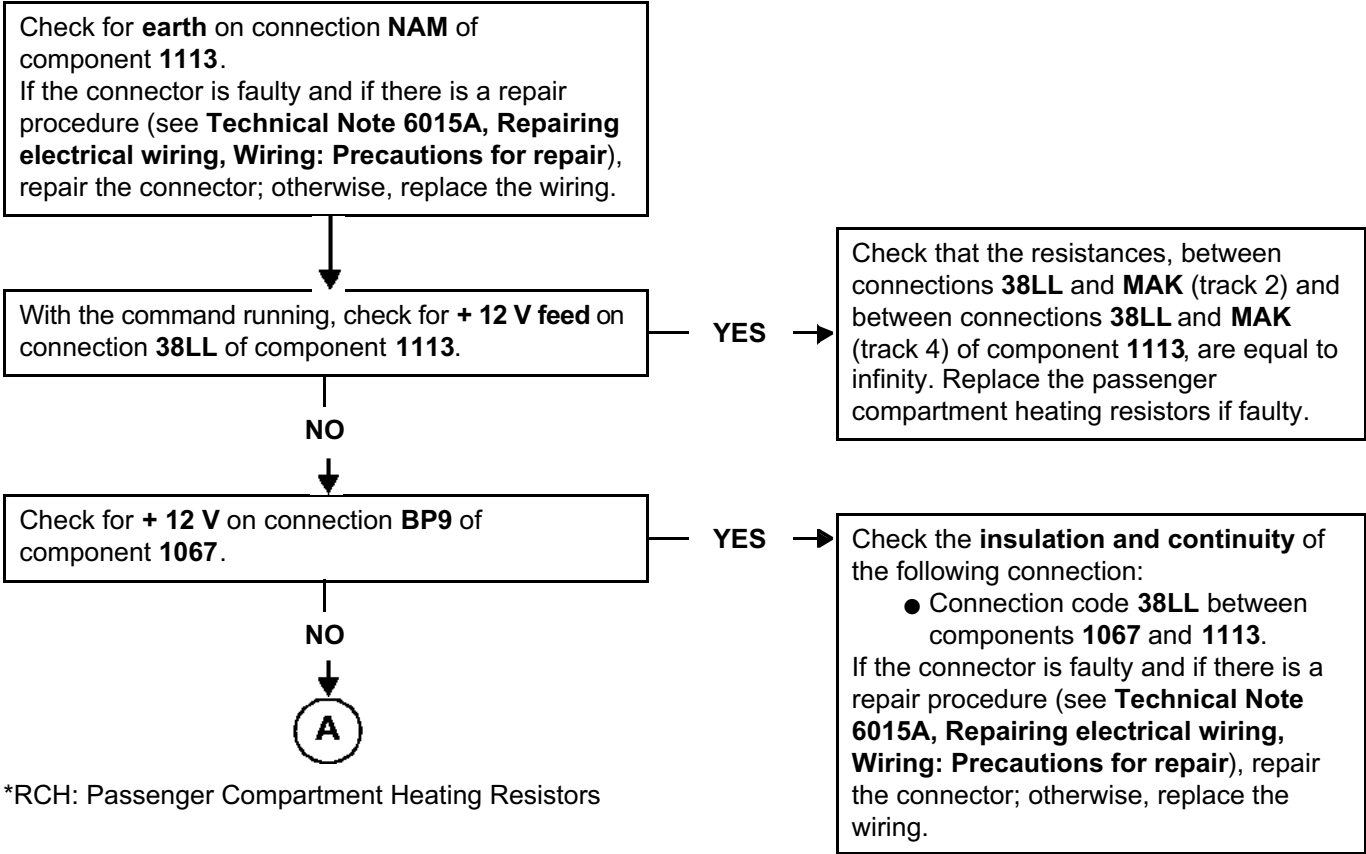 Check for earth on connection NAM of
component 1113.
If the connector is faulty and if there is a repair
procedure (see Technical Note 6015A, Repairing
electrical wiring, Wiring: Precautions for repair),
repair the connector; otherwise, replace the wiring.
With the command running, check for + 12 V feed on
connection 38LL of component 1113.
YES
Check that the resistances, between
connections 38LL and MAK (track 2) and
between connections 38LL and MAK
(track 4) of component 1113, are equal to
infinity. Replace the passenger
compartment heating resistors if faulty.
NO
Check for + 12 V on connection BP9 of
component 1067.
YES
Check the insulation and continuity of
the following connection:
● Connection code 38LL between
components 1067 and 1113.
If the connector is faulty and if there is a
repair procedure (see Technical Note
6015A, Repairing electrical wiring,
Wiring: Precautions for repair), repair
the connector; otherwise, replace the
wiring.
NO
A
*RCH: Passenger Compartment Heating Resistors